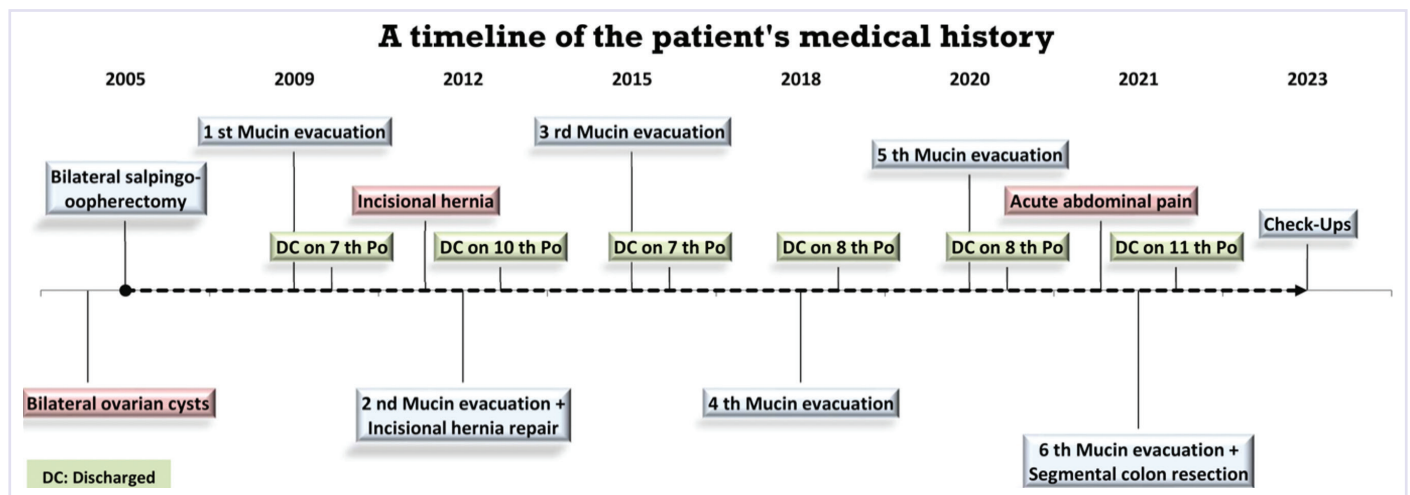 A timeline of the patient's medical history
2005 2009 2012 2015 2018 2020 2021 2023
1 st Mucin evacuation
3 rd Mucin evacuation
5 th Mucin evacuation
Bilateral salpingo-
oopherectomy
Incisional hernia
Acute abdominal pain
Check-Ups
DC on 7 th Po
DC on 10 th Po
DC on 7 th Po
DC on 8 th Po
DC on 8 th Po
DC on 11 th Po
Bilateral ovarian cysts
2 nd Mucin evacuation +
Incisional hernia repair
4 th Mucin evacuation
6 th Mucin evacuation +
Segmental colon resection
DC: Discharged